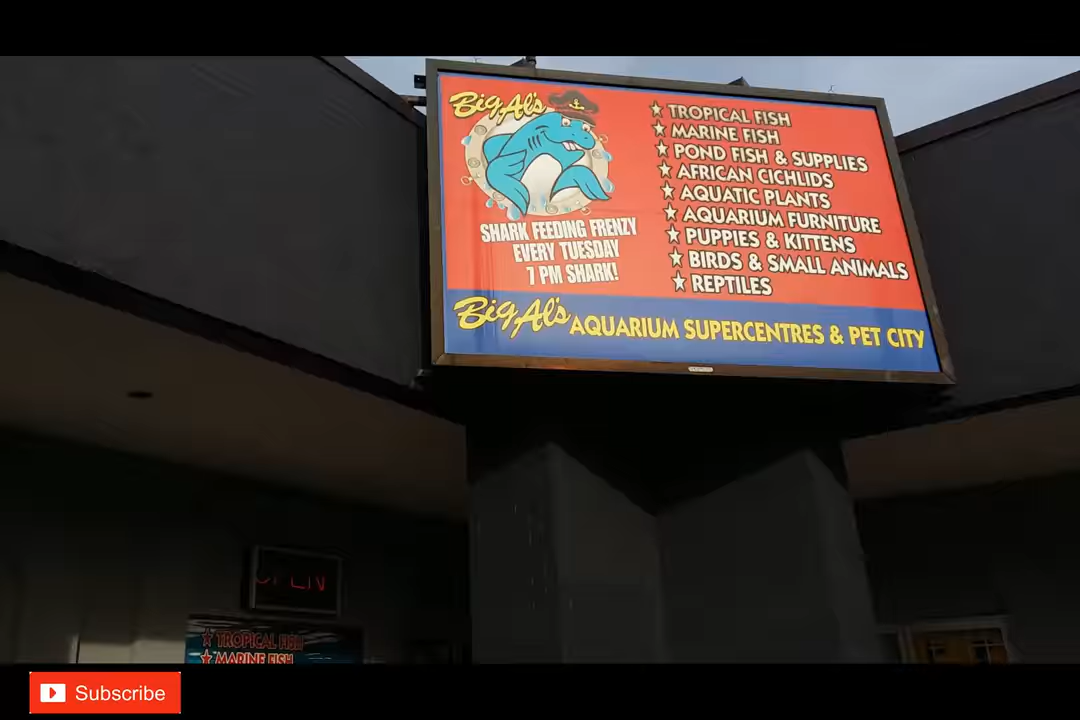 Big Al's
SHARK FEEDING FRENZY
EVERY TUESDAY
7 PM SHARK!
TROPICAL FISH
MARINE FISH
POND FISH & SUPPLIES
AFRICAN CICHLIDS
AQUATIC PLANTS
AQUARIUM FURNITURE
PUPPIES & KITTENS
BIRDS & SMALL ANIMALS
REPTILES
Big Al's AQUARIUM SUPERCENTRES & PET CITY
OPEN
TROPICAL FISH
MARINE FISH
Subscribe